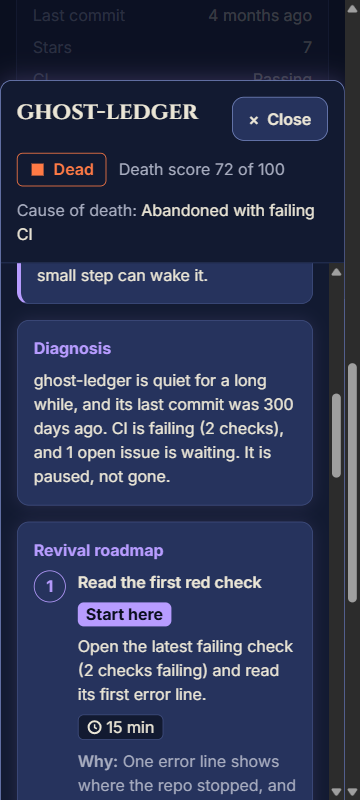 Last commit 4 months ago
Stars 7
CI Passing
GHOST-LEDGER
× Close
Dead Death score 72 of 100
Cause of death: Abandoned with failing
CI
small step can wake it.
Diagnosis
ghost-ledger is quiet for a long
while, and its last commit was 300
days ago. CI is failing (2 checks),
and 1 open issue is waiting. It is
paused, not gone.
Revival roadmap
1 Read the first red check
Start here
Open the latest failing check
(2 checks failing) and read
its first error line.
15 min
Why: One error line shows
where the repo stopped, and